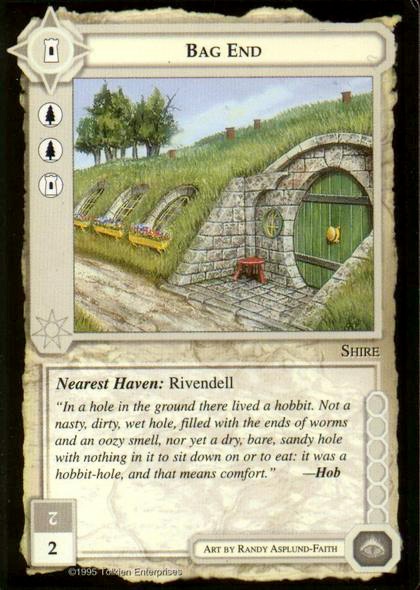 BAG END
SHIRE
Nearest Haven: Rivendell
“In a hole in the ground there lived a hobbit. Not a
nasty, dirty, wet hole, filled with the ends of worms
and an oozy smell, nor yet a dry, bare, sandy hole
with nothing in it to sit down on or to eat: it was a
hobbit-hole, and that means comfort.” —Hob
2
2
ART BY RANDY ASPLUND-FAITH
©1995 Tolkien Enterprises